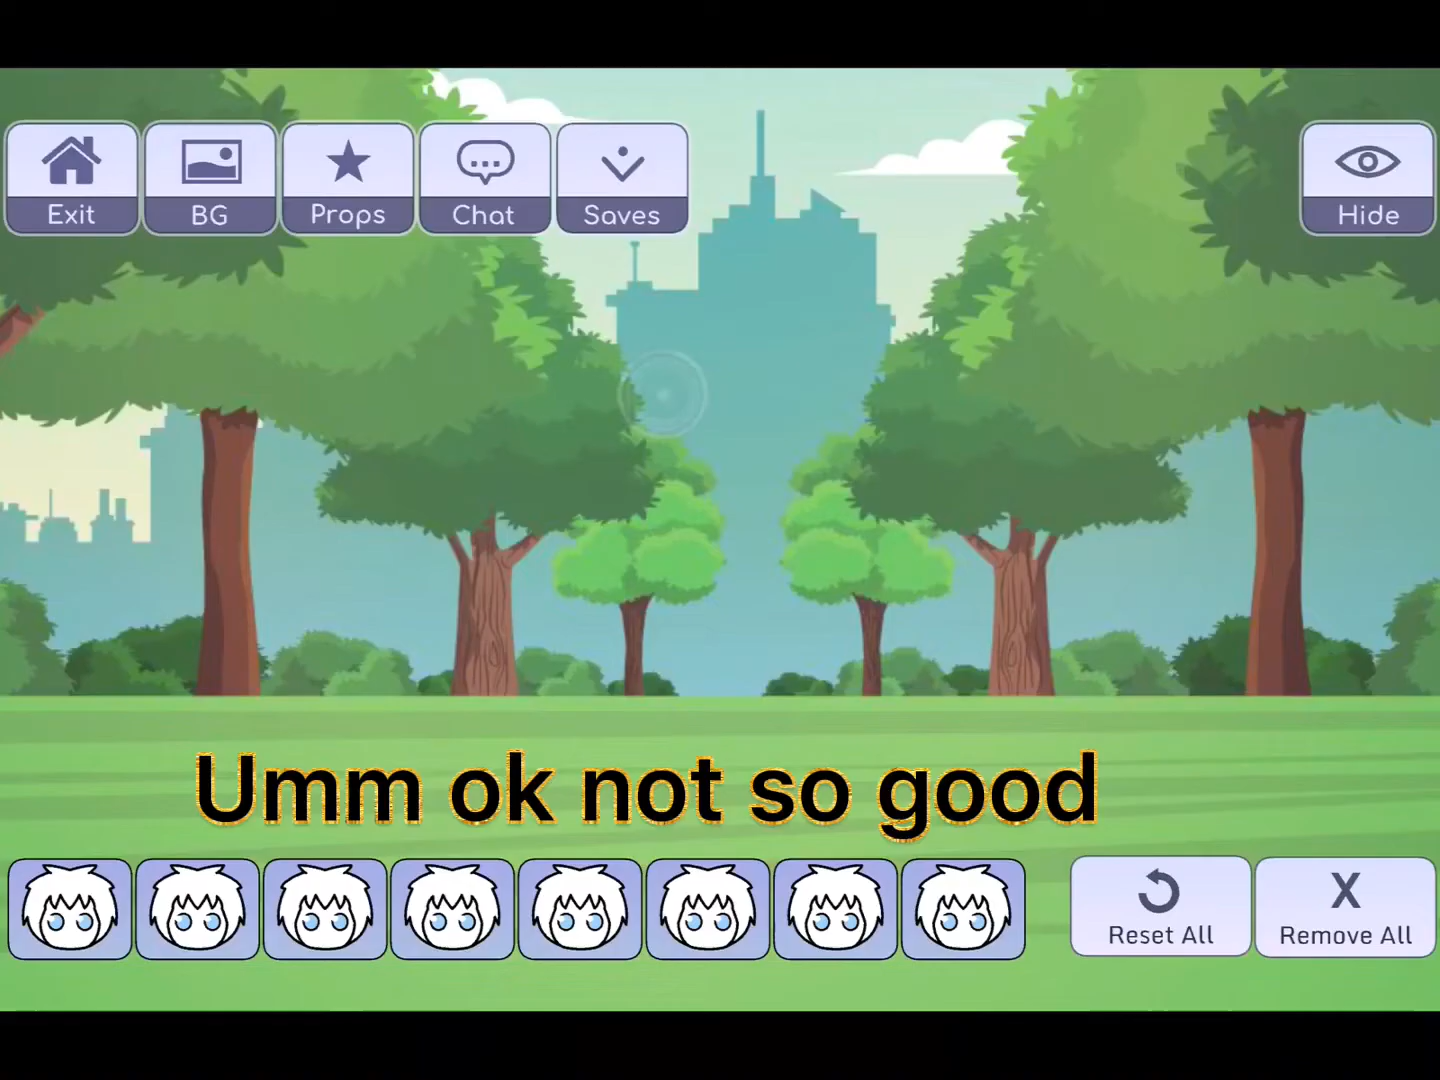 Exit
BG
Props
Chat
Saves
Hide
Umm ok not so good
Reset All
X
Remove All